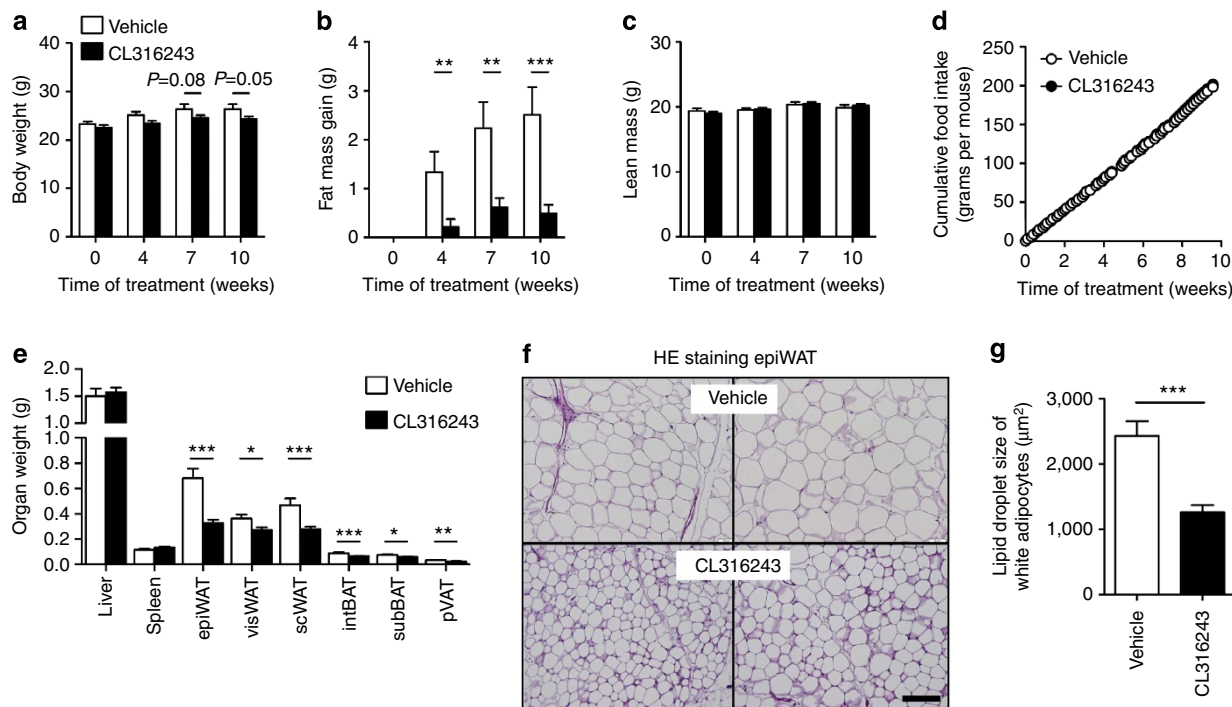 a
Vehicle
CL316243
Body weight (g)
40
30
20
10
0
P=0.08 P=0.05
0 4 7 10
Time of treatment (weeks)
b
Fat mass gain (g)
4
3
2
1
0
** ** ***
0 4 7 10
Time of treatment (weeks)
c
Lean mass (g)
30
20
10
0
0 4 7 10
Time of treatment (weeks)
d
Cumulative food intake
(grams per mouse)
250
200
150
100
50
0
Vehicle
CL316243
0 2 4 6 8 10
Time of treatment (weeks)
e
Organ weight (g)
2.0
1.5
1.0
1.0
0.8
0.6
0.4
0.2
0.0
Vehicle
CL316243
*** * *** *** * **
Liver
Spleen
epiWAT
visWAT
scWAT
intBAT
subBAT
pVAT
f
HE staining epiWAT
Vehicle
CL316243
g
Lipid droplet size of
white adipocytes (µm²)
3,000
2,000
1,000
0
***
Vehicle
CL316243